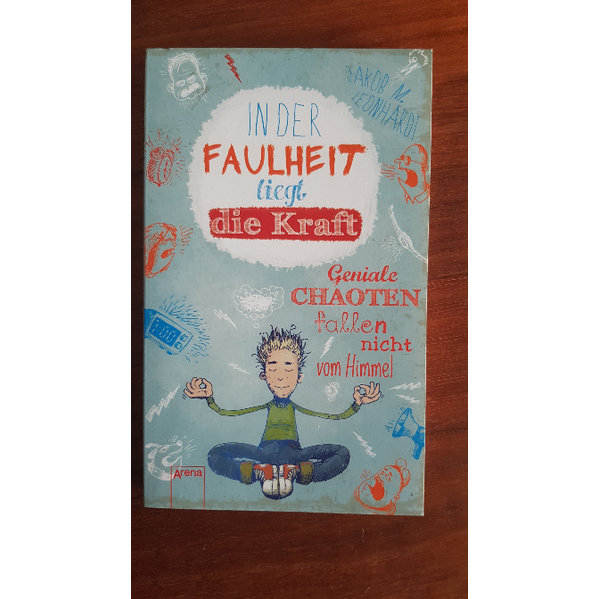 JAKOB M.
LEONHARDT
IN DER
FAULHEIT
liegt
die Kraft
Geniale
CHAOTEN
fallen
nicht
vom Himmel
Arena